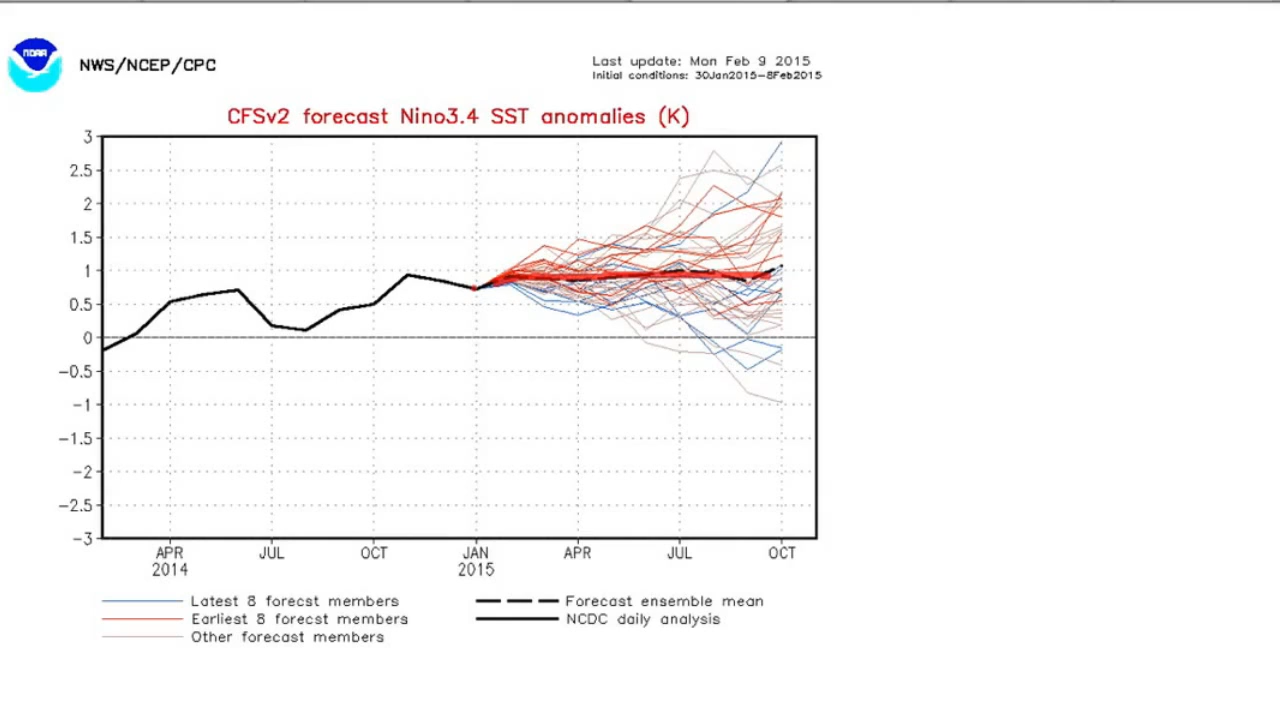 NOAA
NWS/NCEP/CPC
Last update: Mon Feb 9 2015
Initial conditions: 30Jan2015-8Feb2015
CFSv2 forecast Nino3.4 SST anomalies (K)
3
2.5
2
1.5
1
0.5
0
-0.5
-1
-1.5
-2
-2.5
-3
APR JUL OCT JAN APR JUL OCT
2014 2015
Latest 8 forecst members
Earliest 8 forecst members
Other forecast members
Forecast ensemble mean
NCDC daily analysis